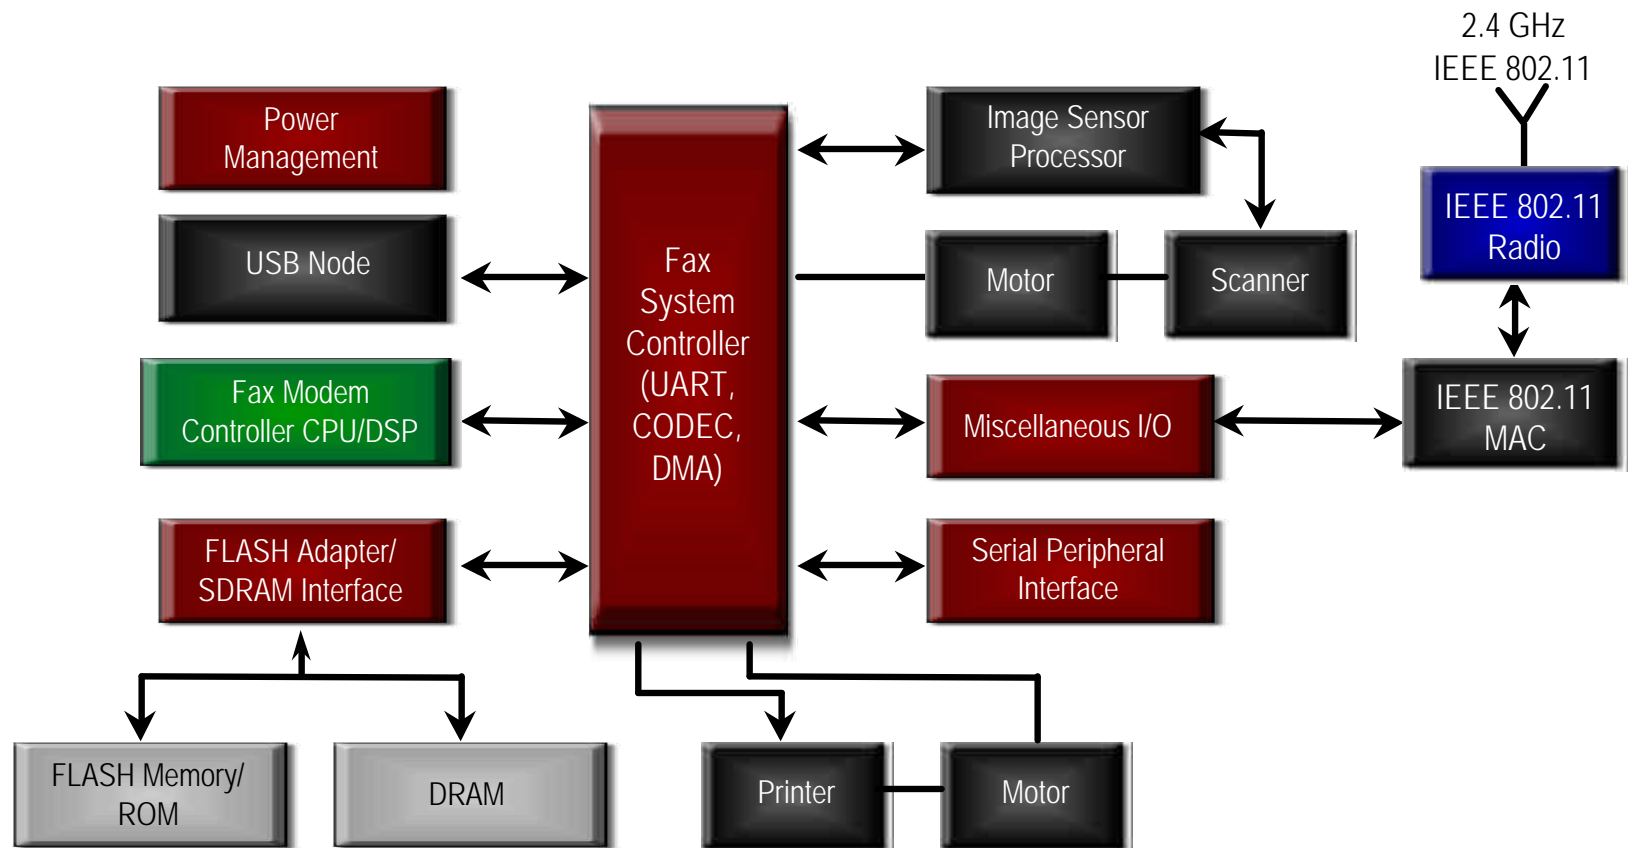 2.4 GHz
IEEE 802.11
Power
Management
Image Sensor
Processor
IEEE 802.11
Radio
USB Node
Fax
System
Controller
(UART,
CODEC,
DMA)
Motor
Scanner
Fax Modem
Controller CPU/DSP
Miscellaneous I/O
IEEE 802.11
MAC
FLASH Adapter/
SDRAM Interface
Serial Peripheral
Interface
FLASH Memory/
ROM
DRAM
Printer
Motor